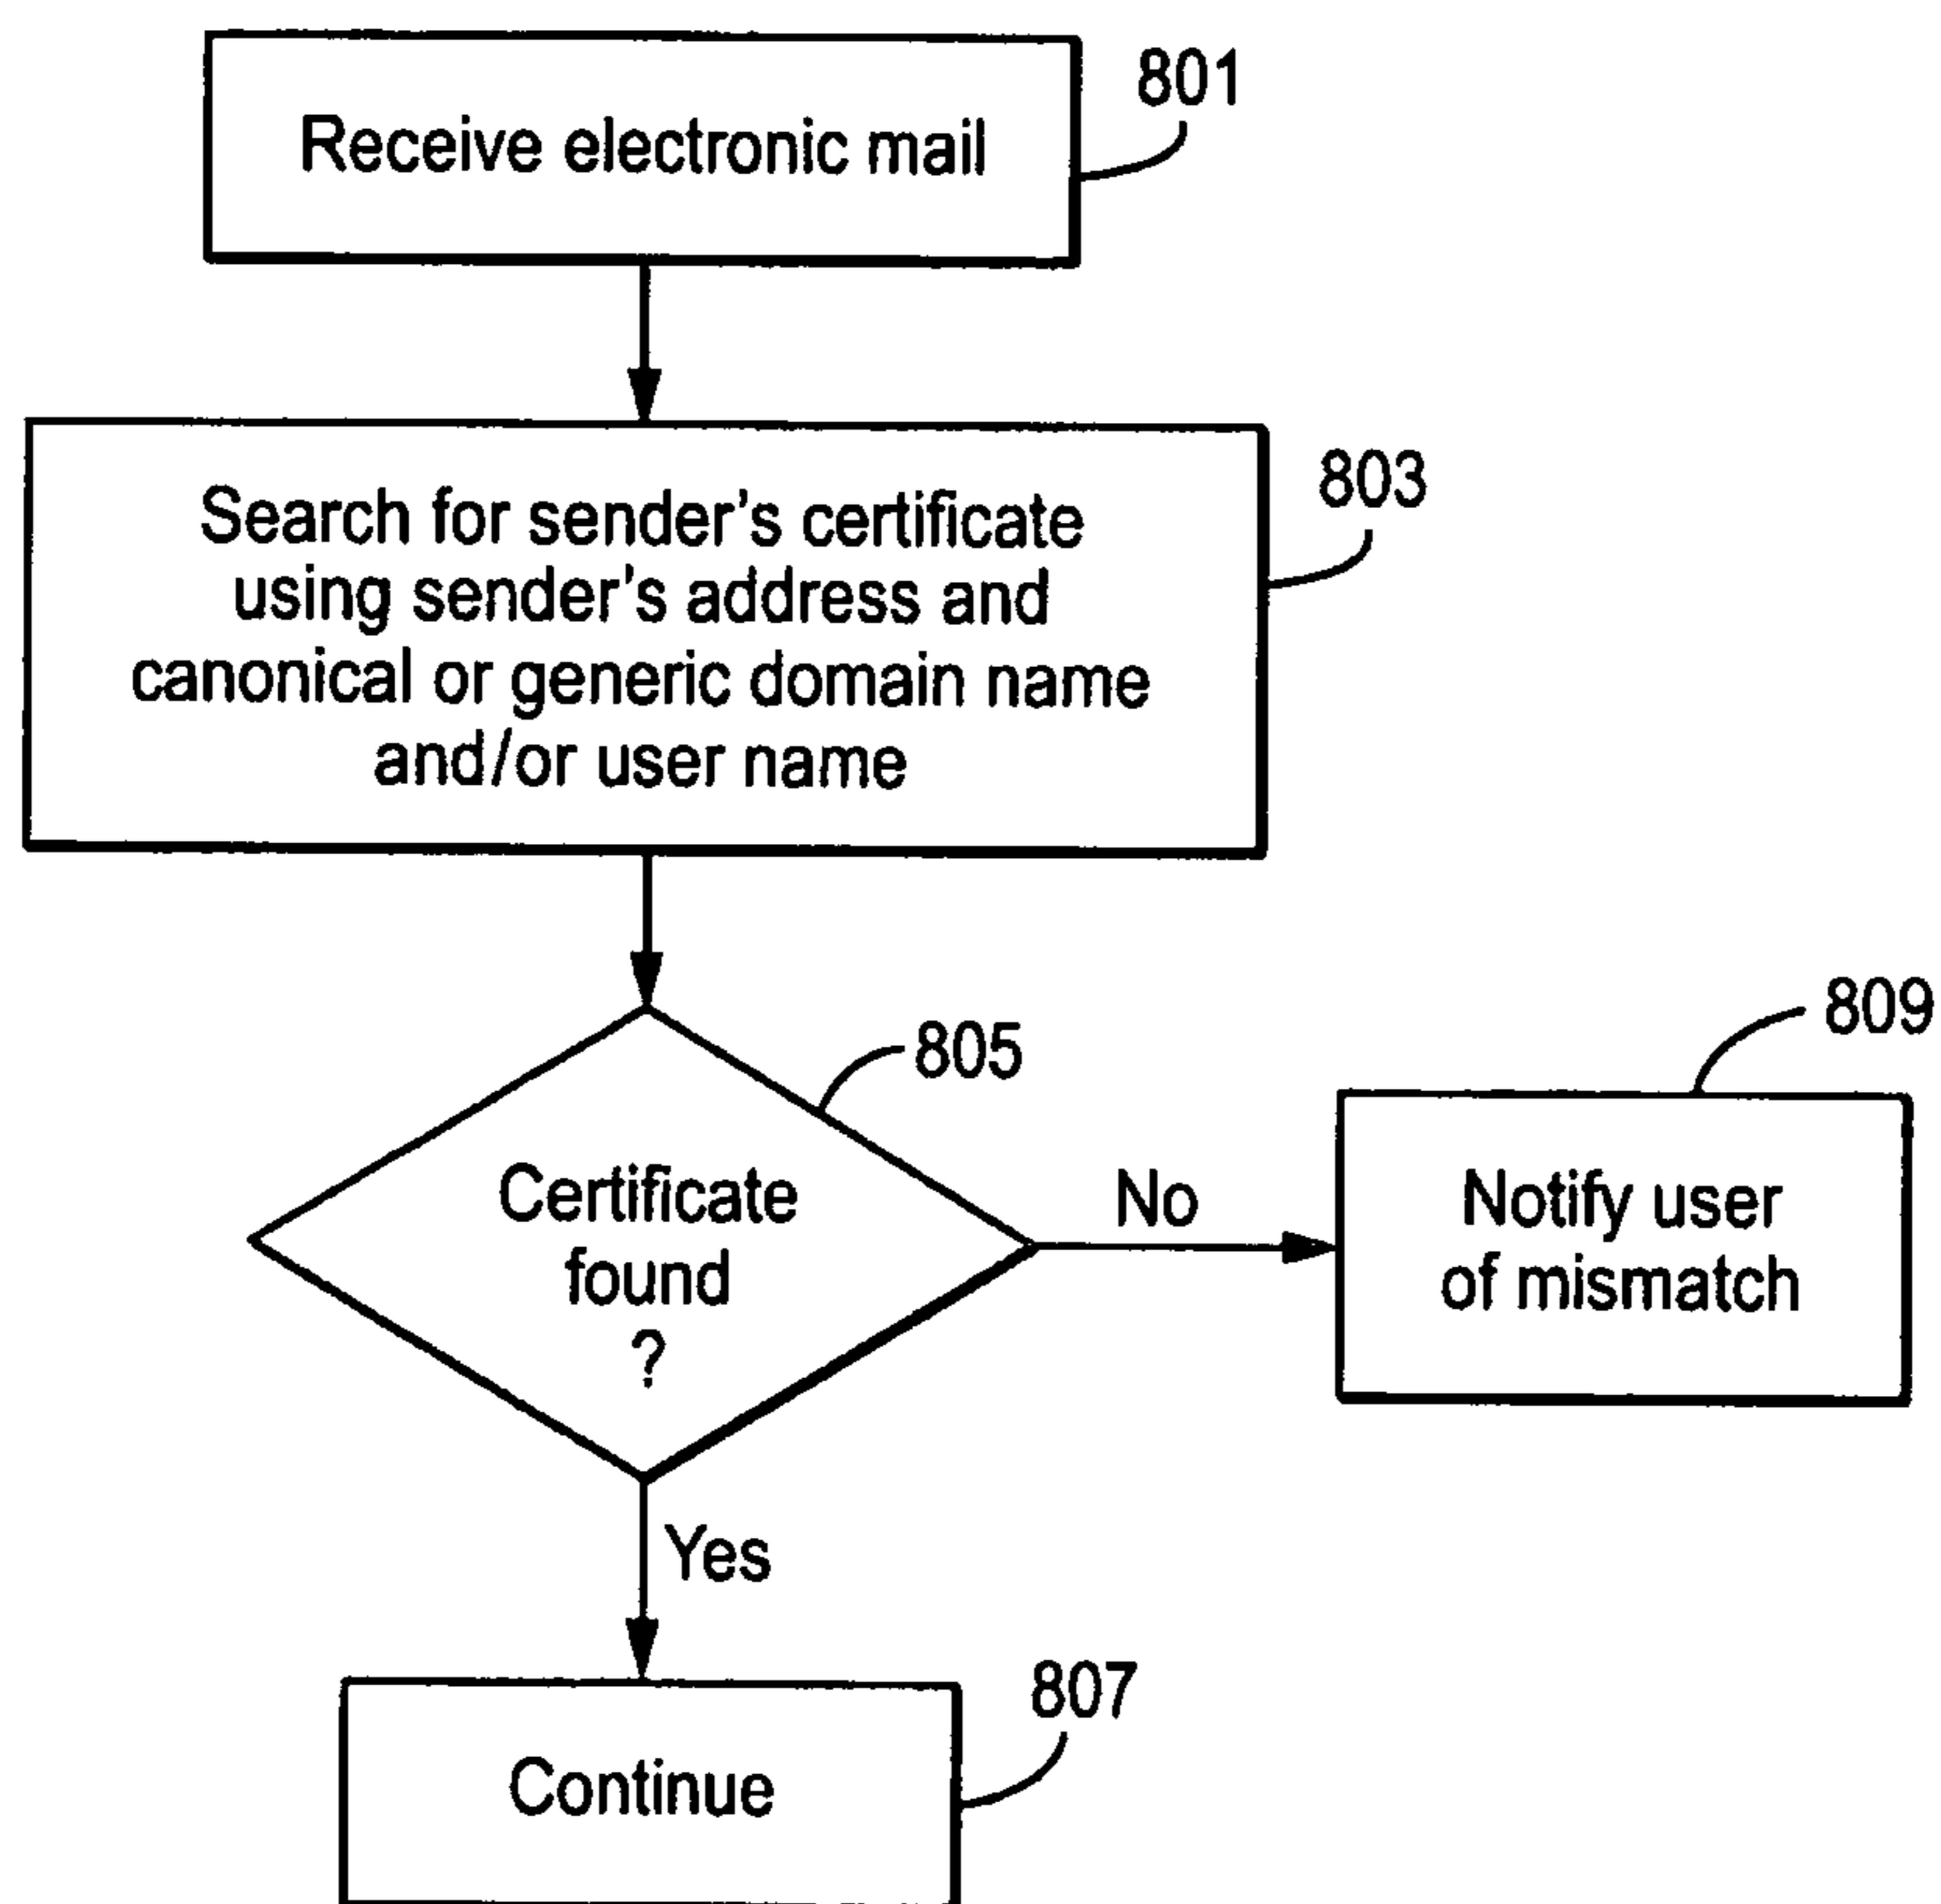 801
Receive electronic mail
803
Search for sender's certificate
using sender's address and
canonical or generic domain name
and/or user name
805
809
Certificate
found
?
No
Notify user
of mismatch
Yes
807
Continue